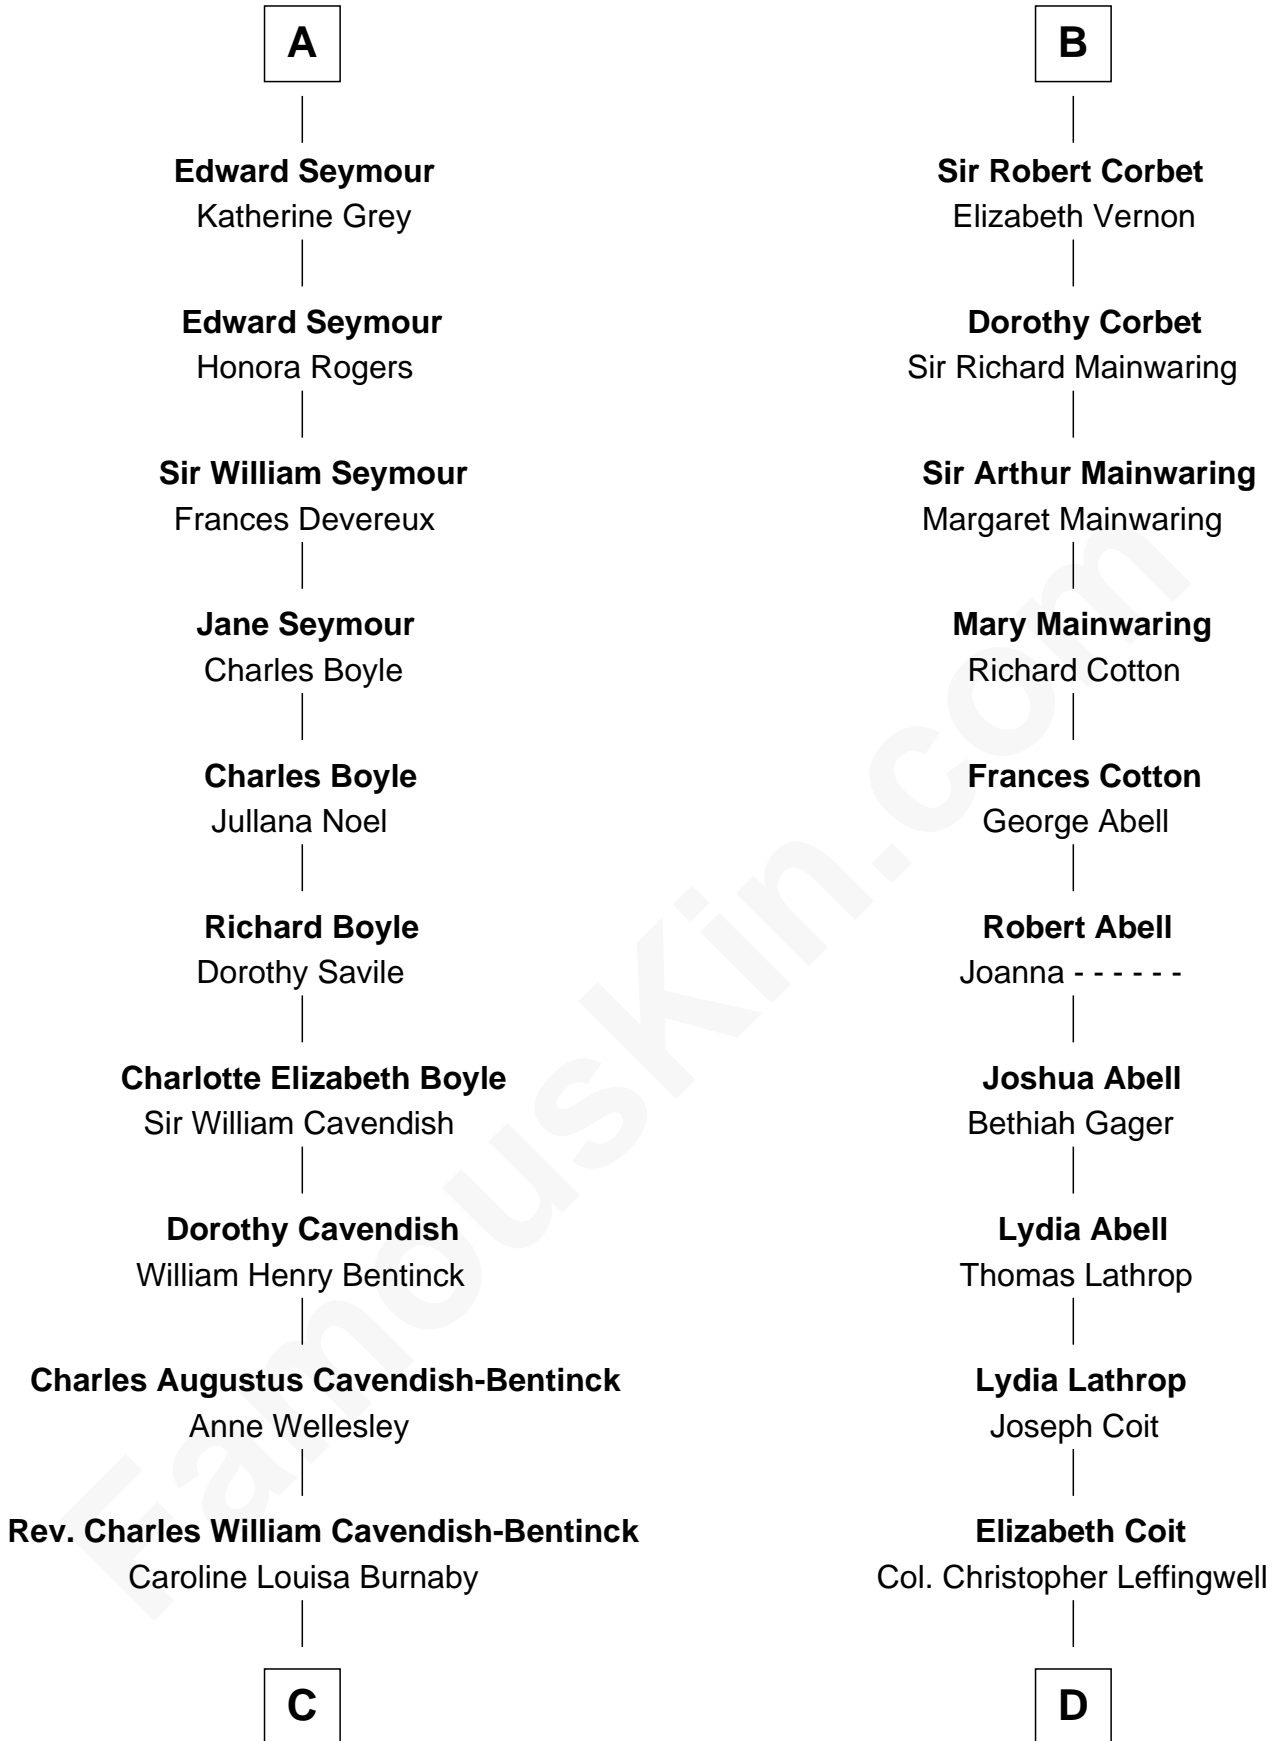 A
Edward Seymour
Katherine Grey
Edward Seymour
Honora Rogers
Sir William Seymour
Frances Devereux
Jane Seymour
Charles Boyle
Charles Boyle
Jullana Noel
Richard Boyle
Dorothy Savile
Charlotte Elizabeth Boyle
Sir William Cavendish
Dorothy Cavendish
William Henry Bentinck
Charles Augustus Cavendish-Bentinck
Anne Wellesley
Rev. Charles William Cavendish-Bentinck
Caroline Louisa Burnaby
C
B
Sir Robert Corbet
Elizabeth Vernon
Dorothy Corbet
Sir Richard Mainwaring
Sir Arthur Mainwaring
Margaret Mainwaring
Mary Mainwaring
Richard Cotton
Frances Cotton
George Abell
Robert Abell
Joanna - - - - - -
Joshua Abell
Bethiah Gager
Lydia Abell
Thomas Lathrop
Lydia Lathrop
Joseph Coit
Elizabeth Coit
Col. Christopher Leffingwell
D
FamousKin.com